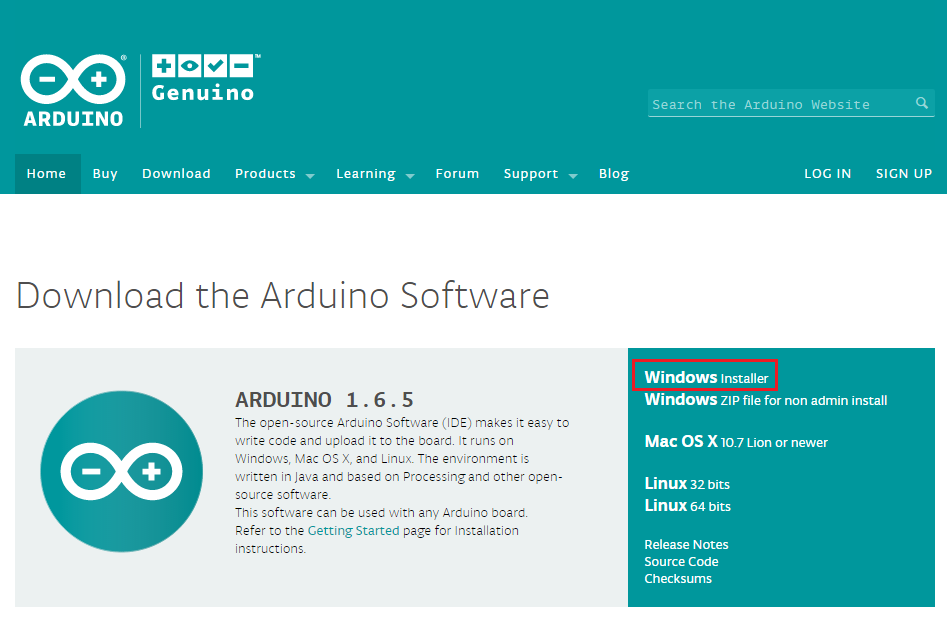 ARDUINO
Genuino
Search the Arduino Website
Home Buy Download Products Learning Forum Support Blog LOG IN SIGN UP
Download the Arduino Software
ARDUINO 1.6.5
The open-source Arduino Software (IDE) makes it easy to
write code and upload it to the board. It runs on
Windows, Mac OS X, and Linux. The environment is
written in Java and based on Processing and other open-
source software.
This software can be used with any Arduino board.
Refer to the Getting Started page for Installation
instructions.
Windows Installer
Windows ZIP file for non admin install
Mac OS X 10.7 Lion or newer
Linux 32 bits
Linux 64 bits
Release Notes
Source Code
Checksums